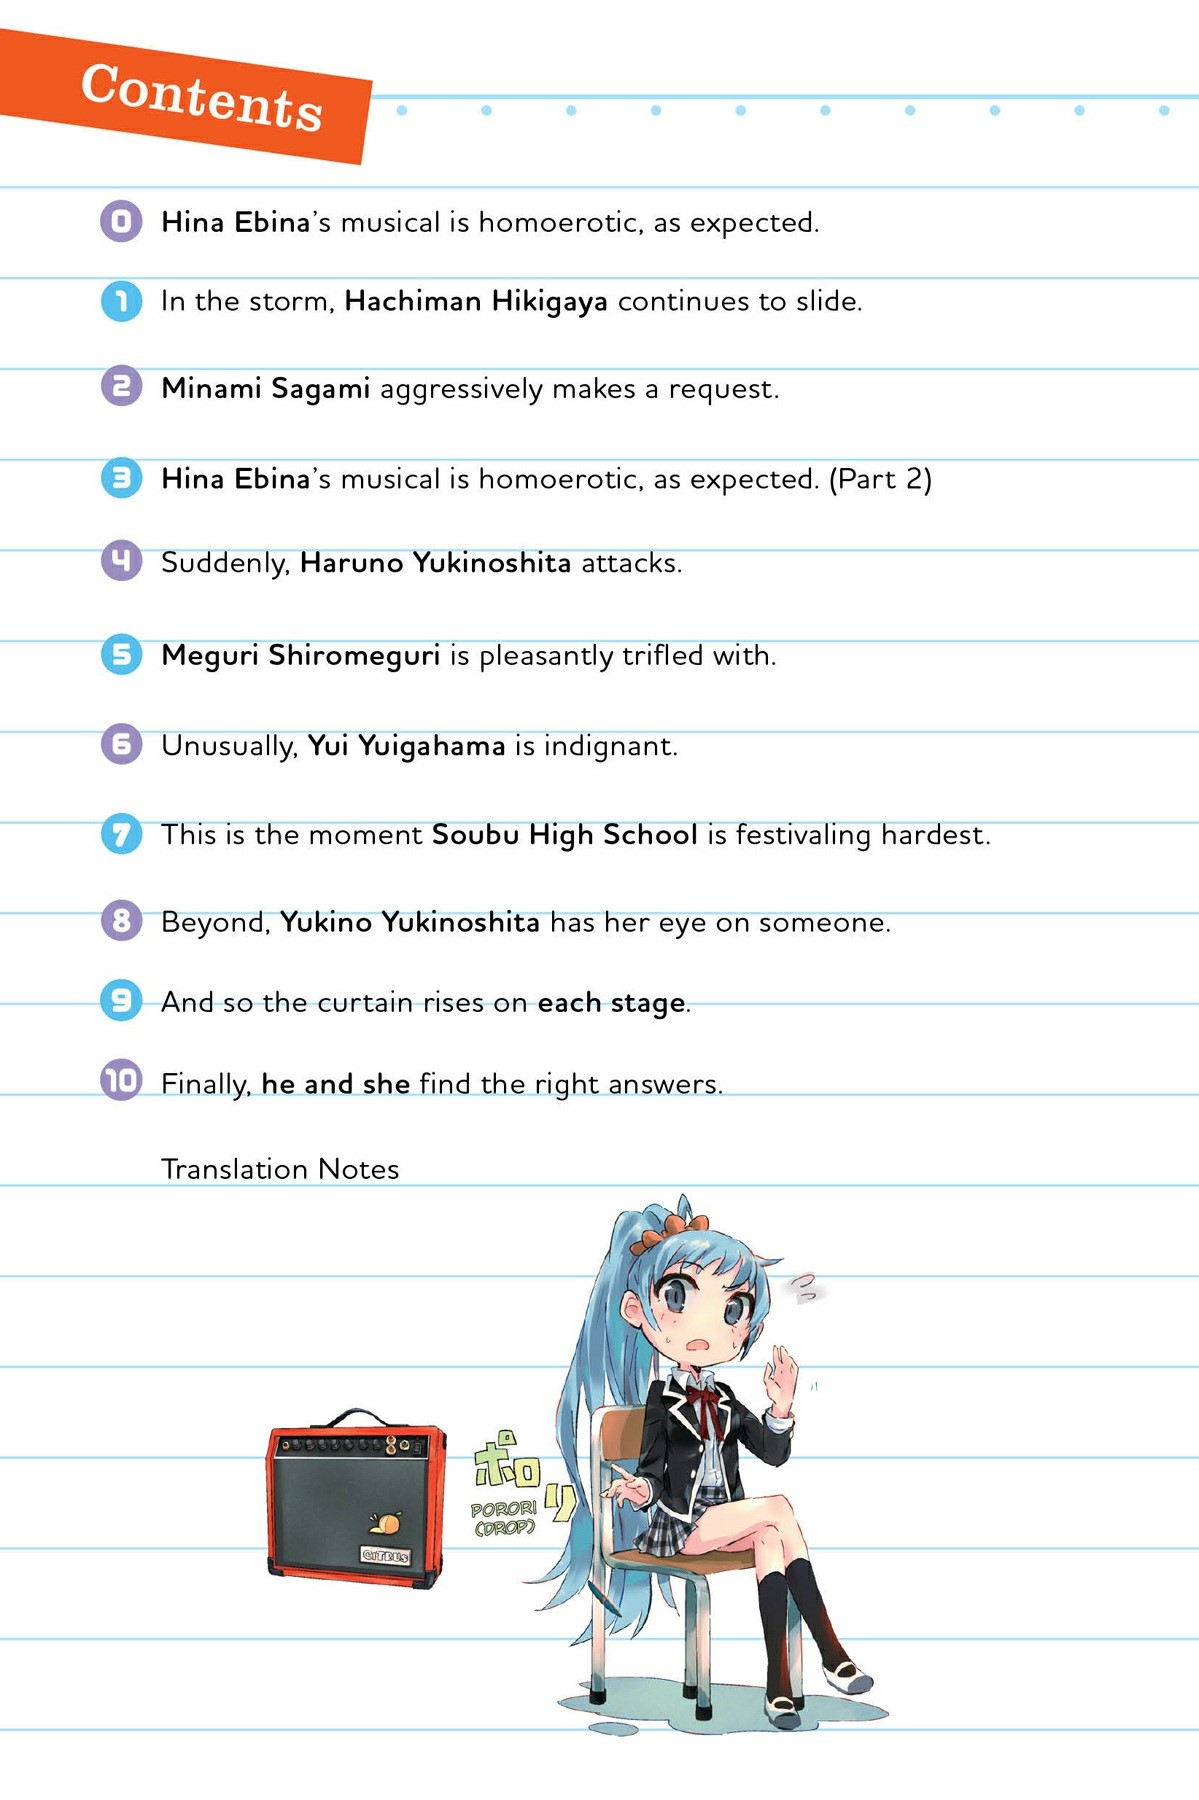 Contents
0 Hina Ebina's musical is homoerotic, as expected.
1 In the storm, Hachiman Hikigaya continues to slide.
2 Minami Sagami aggressively makes a request.
3 Hina Ebina's musical is homoerotic, as expected. (Part 2)
4 Suddenly, Haruno Yukinoshita attacks.
5 Meguri Shiromeguri is pleasantly trifled with.
6 Unusually, Yui Yuigahama is indignant.
7 This is the moment Soubu High School is festivaling hardest.
8 Beyond, Yukino Yukinoshita has her eye on someone.
9 And so the curtain rises on each stage.
10 Finally, he and she find the right answers.
Translation Notes
ポロリ
PORORI
(DROP)
CITRUS